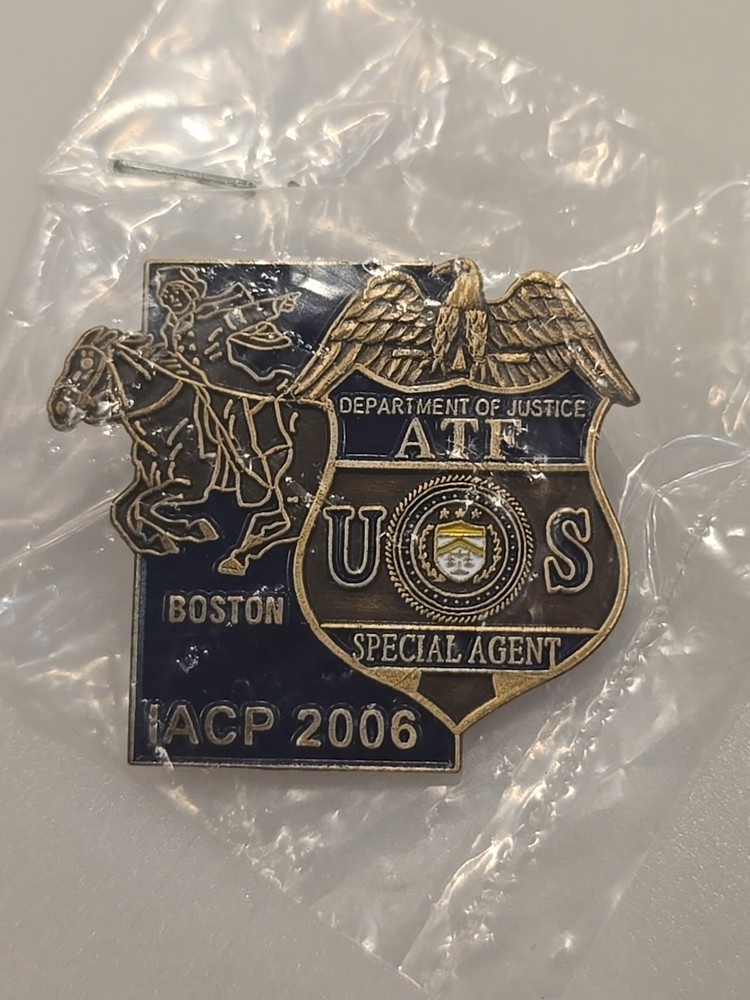 DEPARTMENT OF JUSTICE
ATF
U S
SPECIAL AGENT
BOSTON
IACP 2006